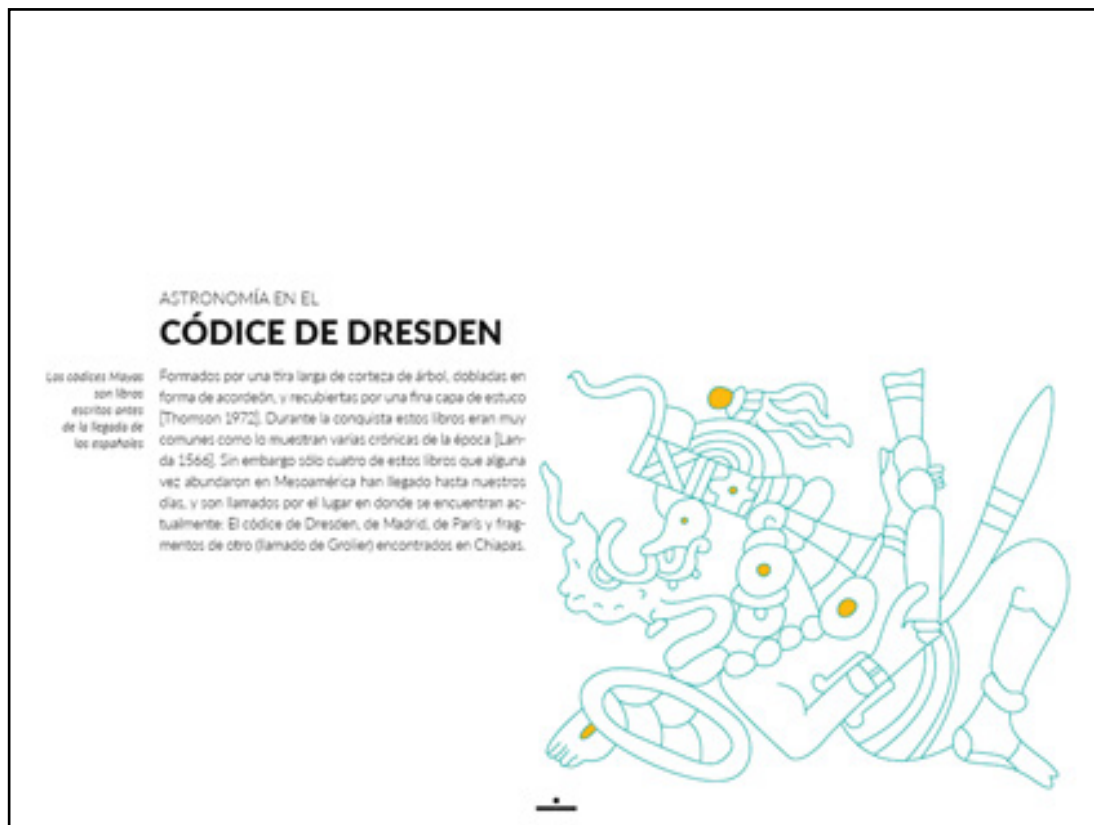 ASTRONOMÍA EN EL
CÓDICE DE DRESDEN
Los códices Mayas
son libros
escritos antes
de la llegada de
los españoles
Formados por una tira larga de corteza de árbol, dobladas en
forma de acordeón, y recubiertas por una fina capa de estuco
[Thomson 1972]. Durante la conquista estos libros eran muy
comunes como lo muestran varias crónicas de la época [Lan-
da 1566]. Sin embargo sólo cuatro de estos libros que alguna
vez abundaron en Mesoamérica han llegado hasta nuestros
días, y son llamados por el lugar en donde se encuentran ac-
tualmente: El códice de Dresden, de Madrid, de París y frag-
mentos de otro (llamado de Grolier) encontrados en Chiapas.